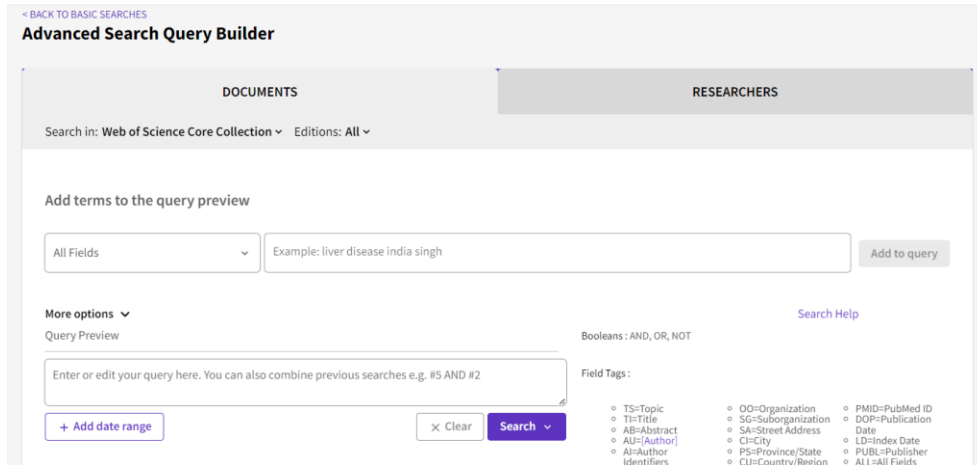 < BACK TO BASIC SEARCHES
Advanced Search Query Builder
DOCUMENTS
RESEARCHERS
Search in: Web of Science Core Collection Editions: All
Add terms to the query preview
All Fields
Example: liver disease india singh
Add to query
More options
Search Help
Query Preview
Booleans : AND, OR, NOT
Enter or edit your query here. You can also combine previous searches e.g. #5 AND #2
Field Tags :
+ Add date range
× Clear
Search
TS=Topic
TI=Title
AB=Abstract
AU=[Author]
AI=Author
Identifiers
OO=Organization
SG=Suborganization
SA=Street Address
CI=City
PS=Province/State
CU=Country/Region
PMID=PubMed ID
DOP=Publication
Date
LD=Index Date
PUBL=Publisher
ALL=All Fields